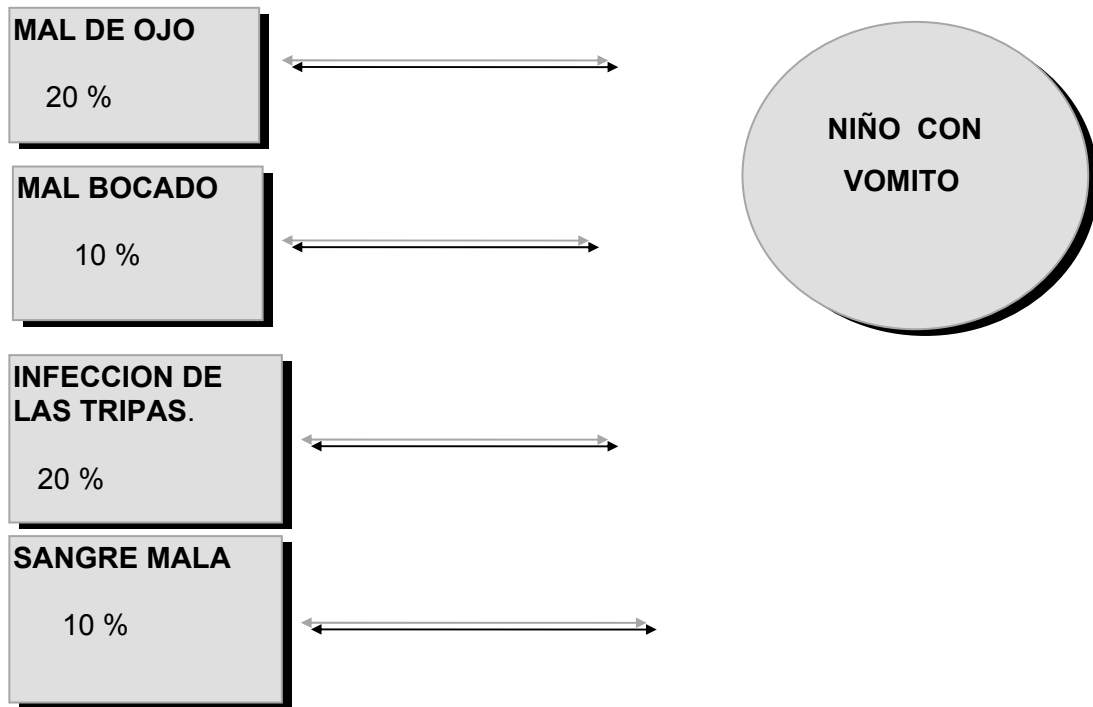 MAL DE OJO
20 %
MAL BOCADO
10 %
INFECCION DE
LAS TRIPAS.
20 %
SANGRE MALA
10 %
NIÑO CON
VOMITO